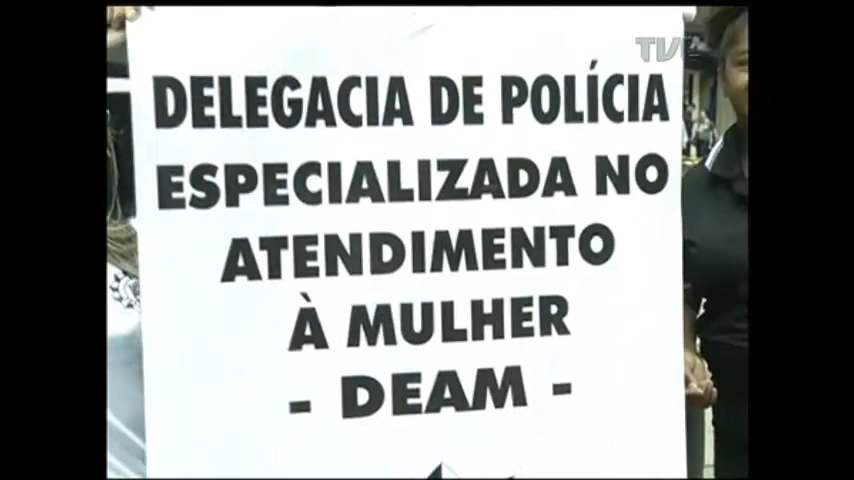 TV
DELEGACIA DE POLÍCIA
ESPECIALIZADA NO
ATENDIMENTO
À MULHER
- DEAM -